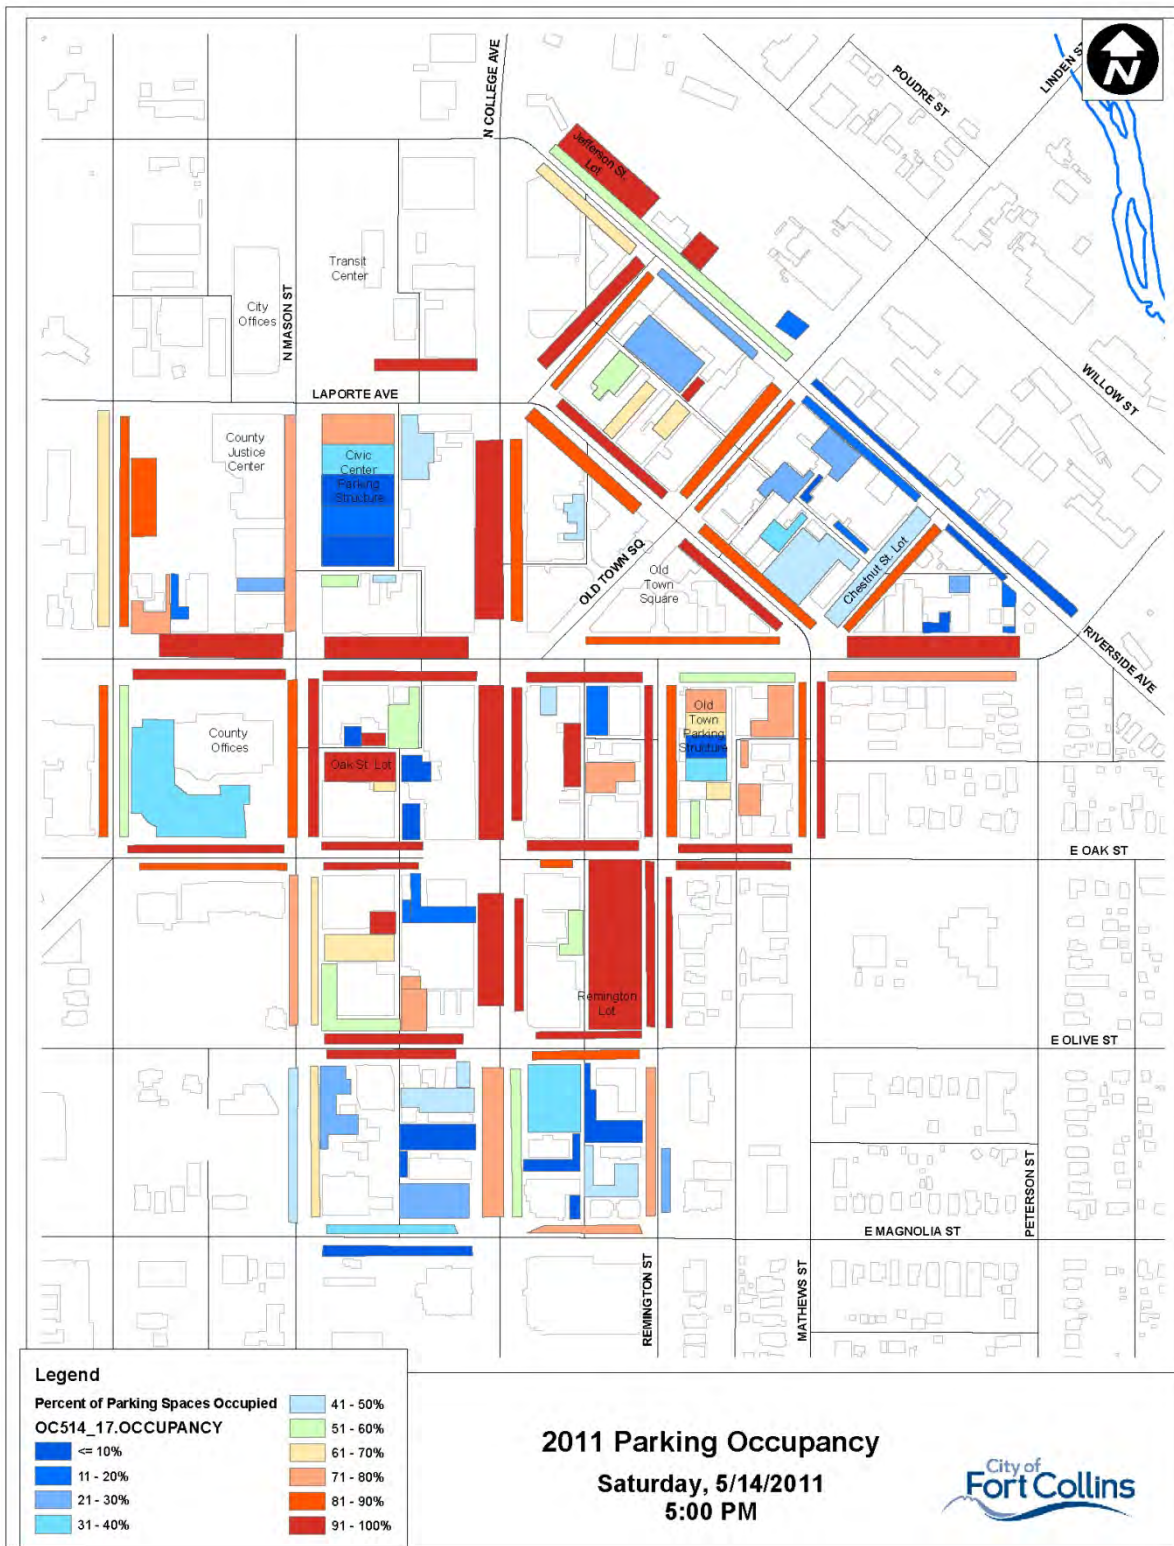 N COLLEGE AVE
POUDRE ST
LINDEN ST
N
Jefferson St.
Lot
Transit
Center
City
Offices
N MASON ST
WILLOW ST
LAPORTE AVE
County
Justice
Center
Civic
Center
Parking
Structure
OLD TOWN SQ
Old
Town
Square
Chestnut St. Lot
RIVERSIDE AVE
County
Offices
Oak St. Lot
Old
Town
Parking
Structure
E OAK ST
Remington
Lot
E OLIVE ST
PETERSON ST
E MAGNOLIA ST
REMINGTON ST
MATHEWS ST
Legend
Percent of Parking Spaces Occupied
OC514_17.OCCUPANCY
<= 10%
11 - 20%
21 - 30%
31 - 40%
41 - 50%
51 - 60%
61 - 70%
71 - 80%
81 - 90%
91 - 100%
2011 Parking Occupancy
Saturday, 5/14/2011
5:00 PM
City of
Fort Collins